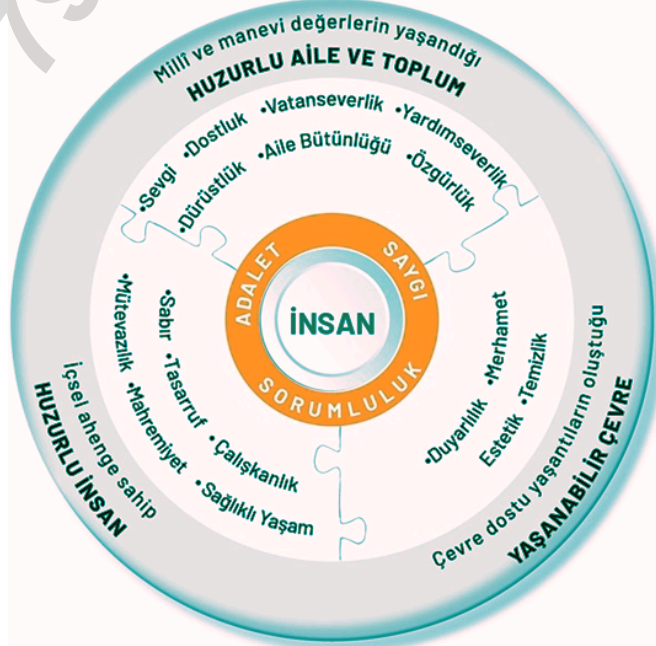 Millî ve manevi değerlerin yaşandığı
HUZURLU AİLE VE TOPLUM
•Sevgi •Dostluk •Vatanseverlik •Yardımseverlik
•Dürüstlük •Aile Bütünlüğü •Özgürlük
ADALET
SAYGI
SORUMLULUK
İNSAN
•Sabır •Tasarruf •Çalışkanlık
•Mütevazılık •Mahremiyet •Sağlıklı Yaşam
İçsel ahenge sahip
HUZURLU İNSAN
•Duyarlılık •Merhamet
Estetik •Temizlik
Çevre dostu yaşantıların oluştuğu
YAŞANABİLİR ÇEVRE